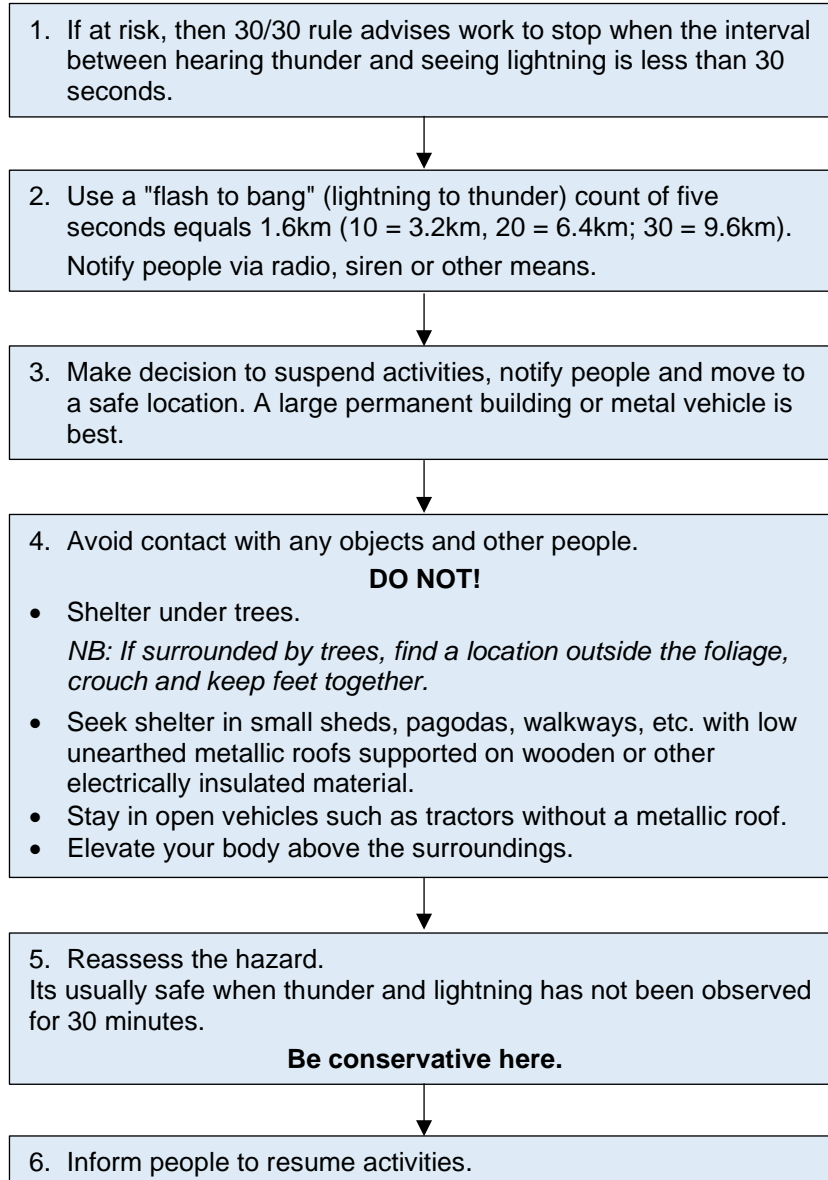 1. If at risk, then 30/30 rule advises work to stop when the interval
between hearing thunder and seeing lightning is less than 30
seconds.
2. Use a "flash to bang" (lightning to thunder) count of five
seconds equals 1.6km (10 = 3.2km, 20 = 6.4km; 30 = 9.6km).
Notify people via radio, siren or other means.
3. Make decision to suspend activities, notify people and move to
a safe location. A large permanent building or metal vehicle is
best.
4. Avoid contact with any objects and other people.
DO NOT!
• Shelter under trees.
NB: If surrounded by trees, find a location outside the foliage,
crouch and keep feet together.
• Seek shelter in small sheds, pagodas, walkways, etc. with low
unearthed metallic roofs supported on wooden or other
electrically insulated material.
• Stay in open vehicles such as tractors without a metallic roof.
• Elevate your body above the surroundings.
5. Reassess the hazard.
Its usually safe when thunder and lightning has not been observed
for 30 minutes.
Be conservative here.
6. Inform people to resume activities.